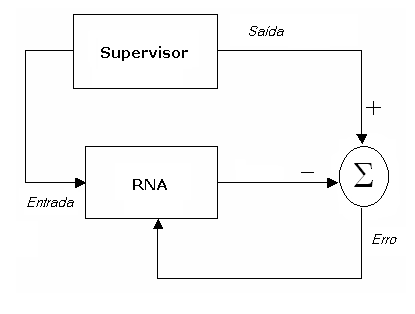 Saída
Supervisor
+
−
RNA
Σ
Entrada
Erro